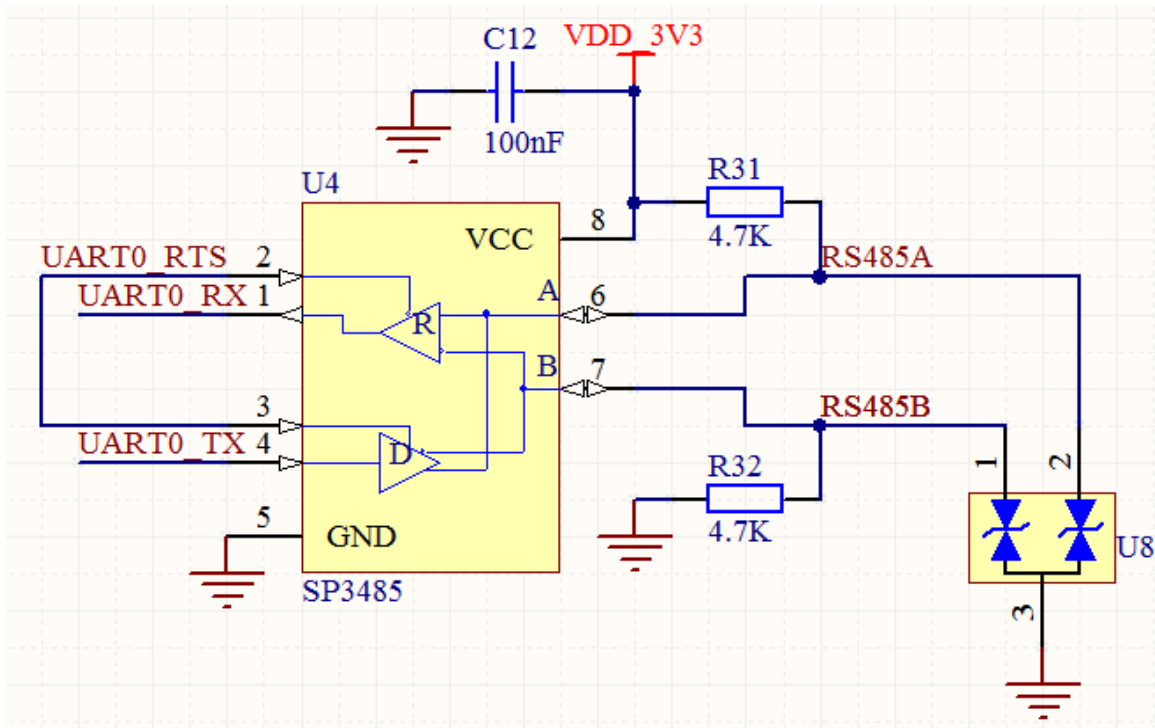 C12
VDD_3V3
100nF
R31
4.7K
U4
VCC
8
UART0_RTS
2
RS485A
UART0_RX
1
R
A
6
B
7
3
RS485B
UART0_TX
4
D
R32
4.7K
1
2
5
GND
U8
SP3485
3